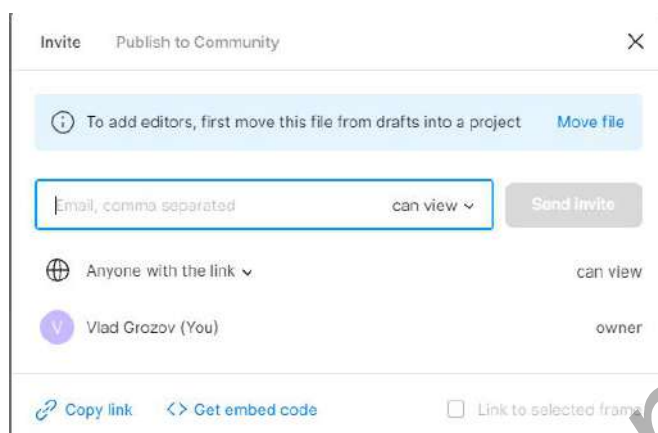 Invite Publish to Community
To add editors, first move this file from drafts into a project Move file
Email, comma separated can view Send invite
Anyone with the link can view
V Vlad Grozov (You) owner
Copy link <> Get embed code Link to selected frame